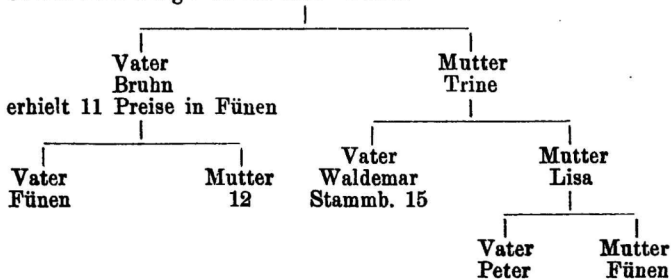 Vater Mutter
Bruhn Trine
erhielt 11 Preise in Fünen
Vater Mutter
Waldemar Lisa
Stammb. 15
Vater Mutter
Fünen 12
Vater Mutter
Peter Fünen